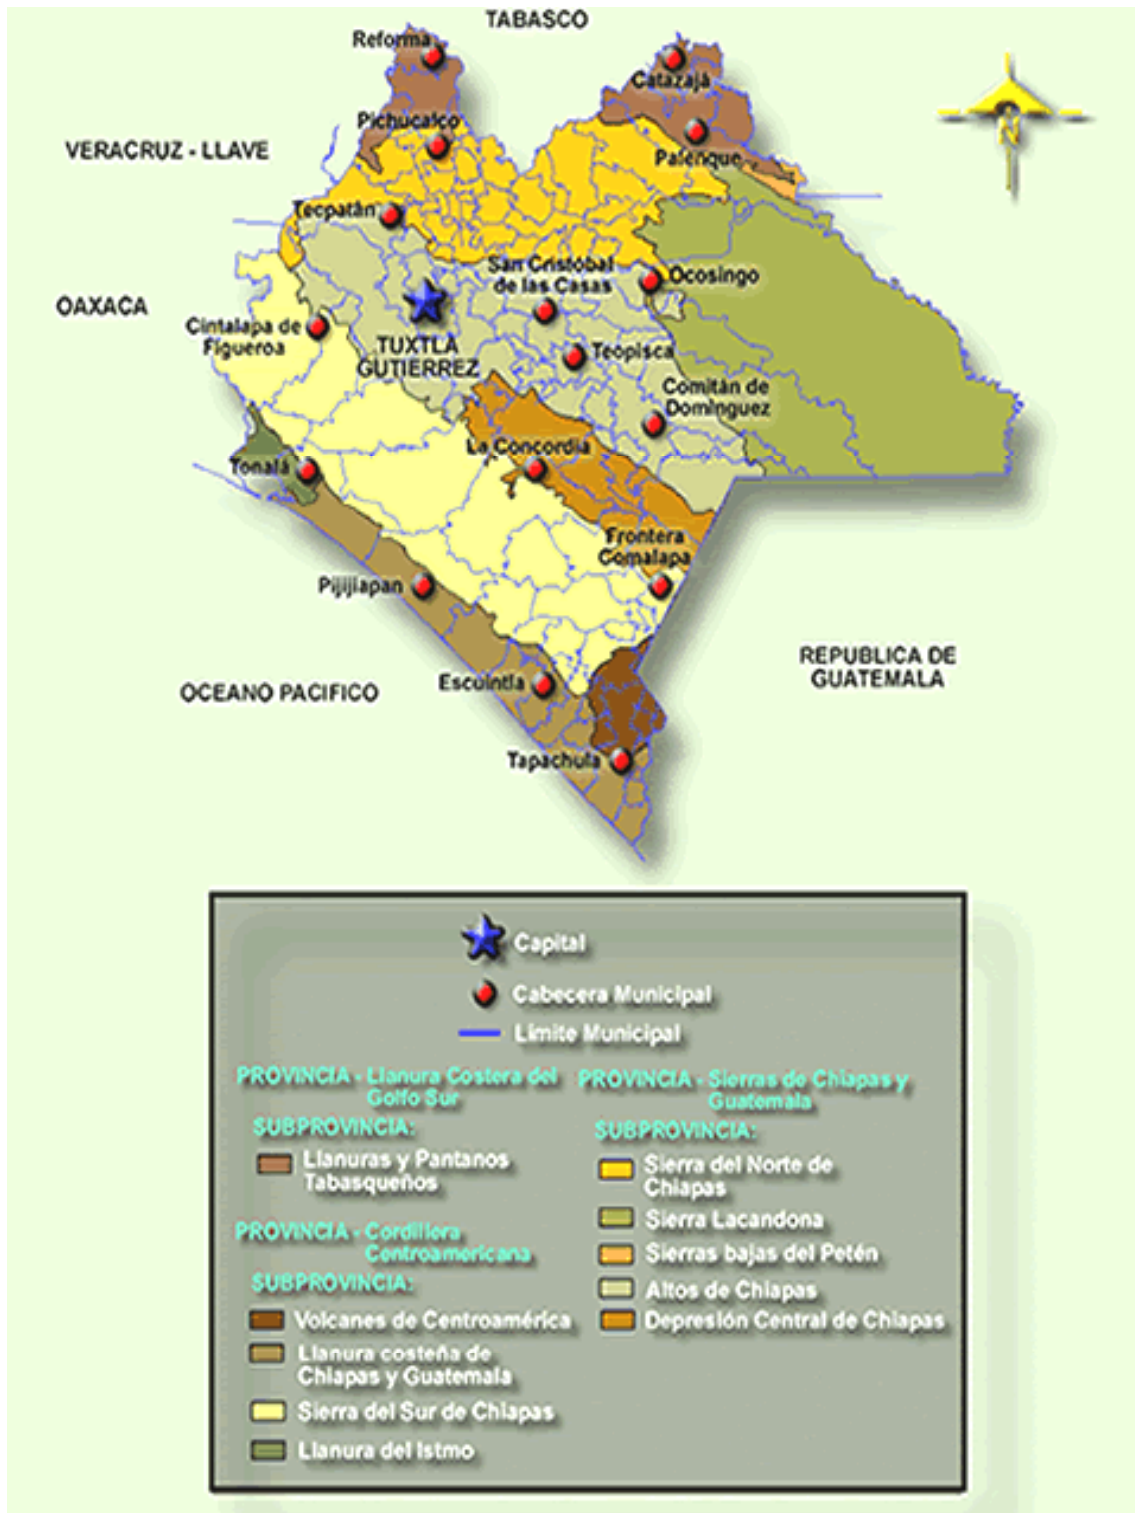 TABASCO
Reforma
Catazajá
Pichucalco
VERACRUZ - LLAVE
Palenque
Tecpatán
San Cristóbal
de las Casas
Ocosingo
OAXACA
Cintalapa de
Figueroa
TUXTLA
GUTIERREZ
Teopisca
Comitán de
Domínguez
La Concordia
Tonalá
Frontera
Comalapa
Pijijiapan
REPUBLICA DE
GUATEMALA
OCEANO PACIFICO
Escuintla
Tapachula
N
Capital
Cabecera Municipal
Límite Municipal
PROVINCIA - Llanura Costera del
Golfo Sur
SUBPROVINCIA:
Llanuras y Pantanos
Tabasqueños
PROVINCIA - Cordillera
Centroamericana
SUBPROVINCIA:
Volcanes de Centroamérica
Llanura costeña de
Chiapas y Guatemala
Sierra del Sur de Chiapas
Llanura del Istmo
PROVINCIA - Sierras de Chiapas y
Guatemala
SUBPROVINCIA:
Sierra del Norte de
Chiapas
Sierra Lacandona
Sierras bajas del Petén
Altos de Chiapas
Depresión Central de Chiapas